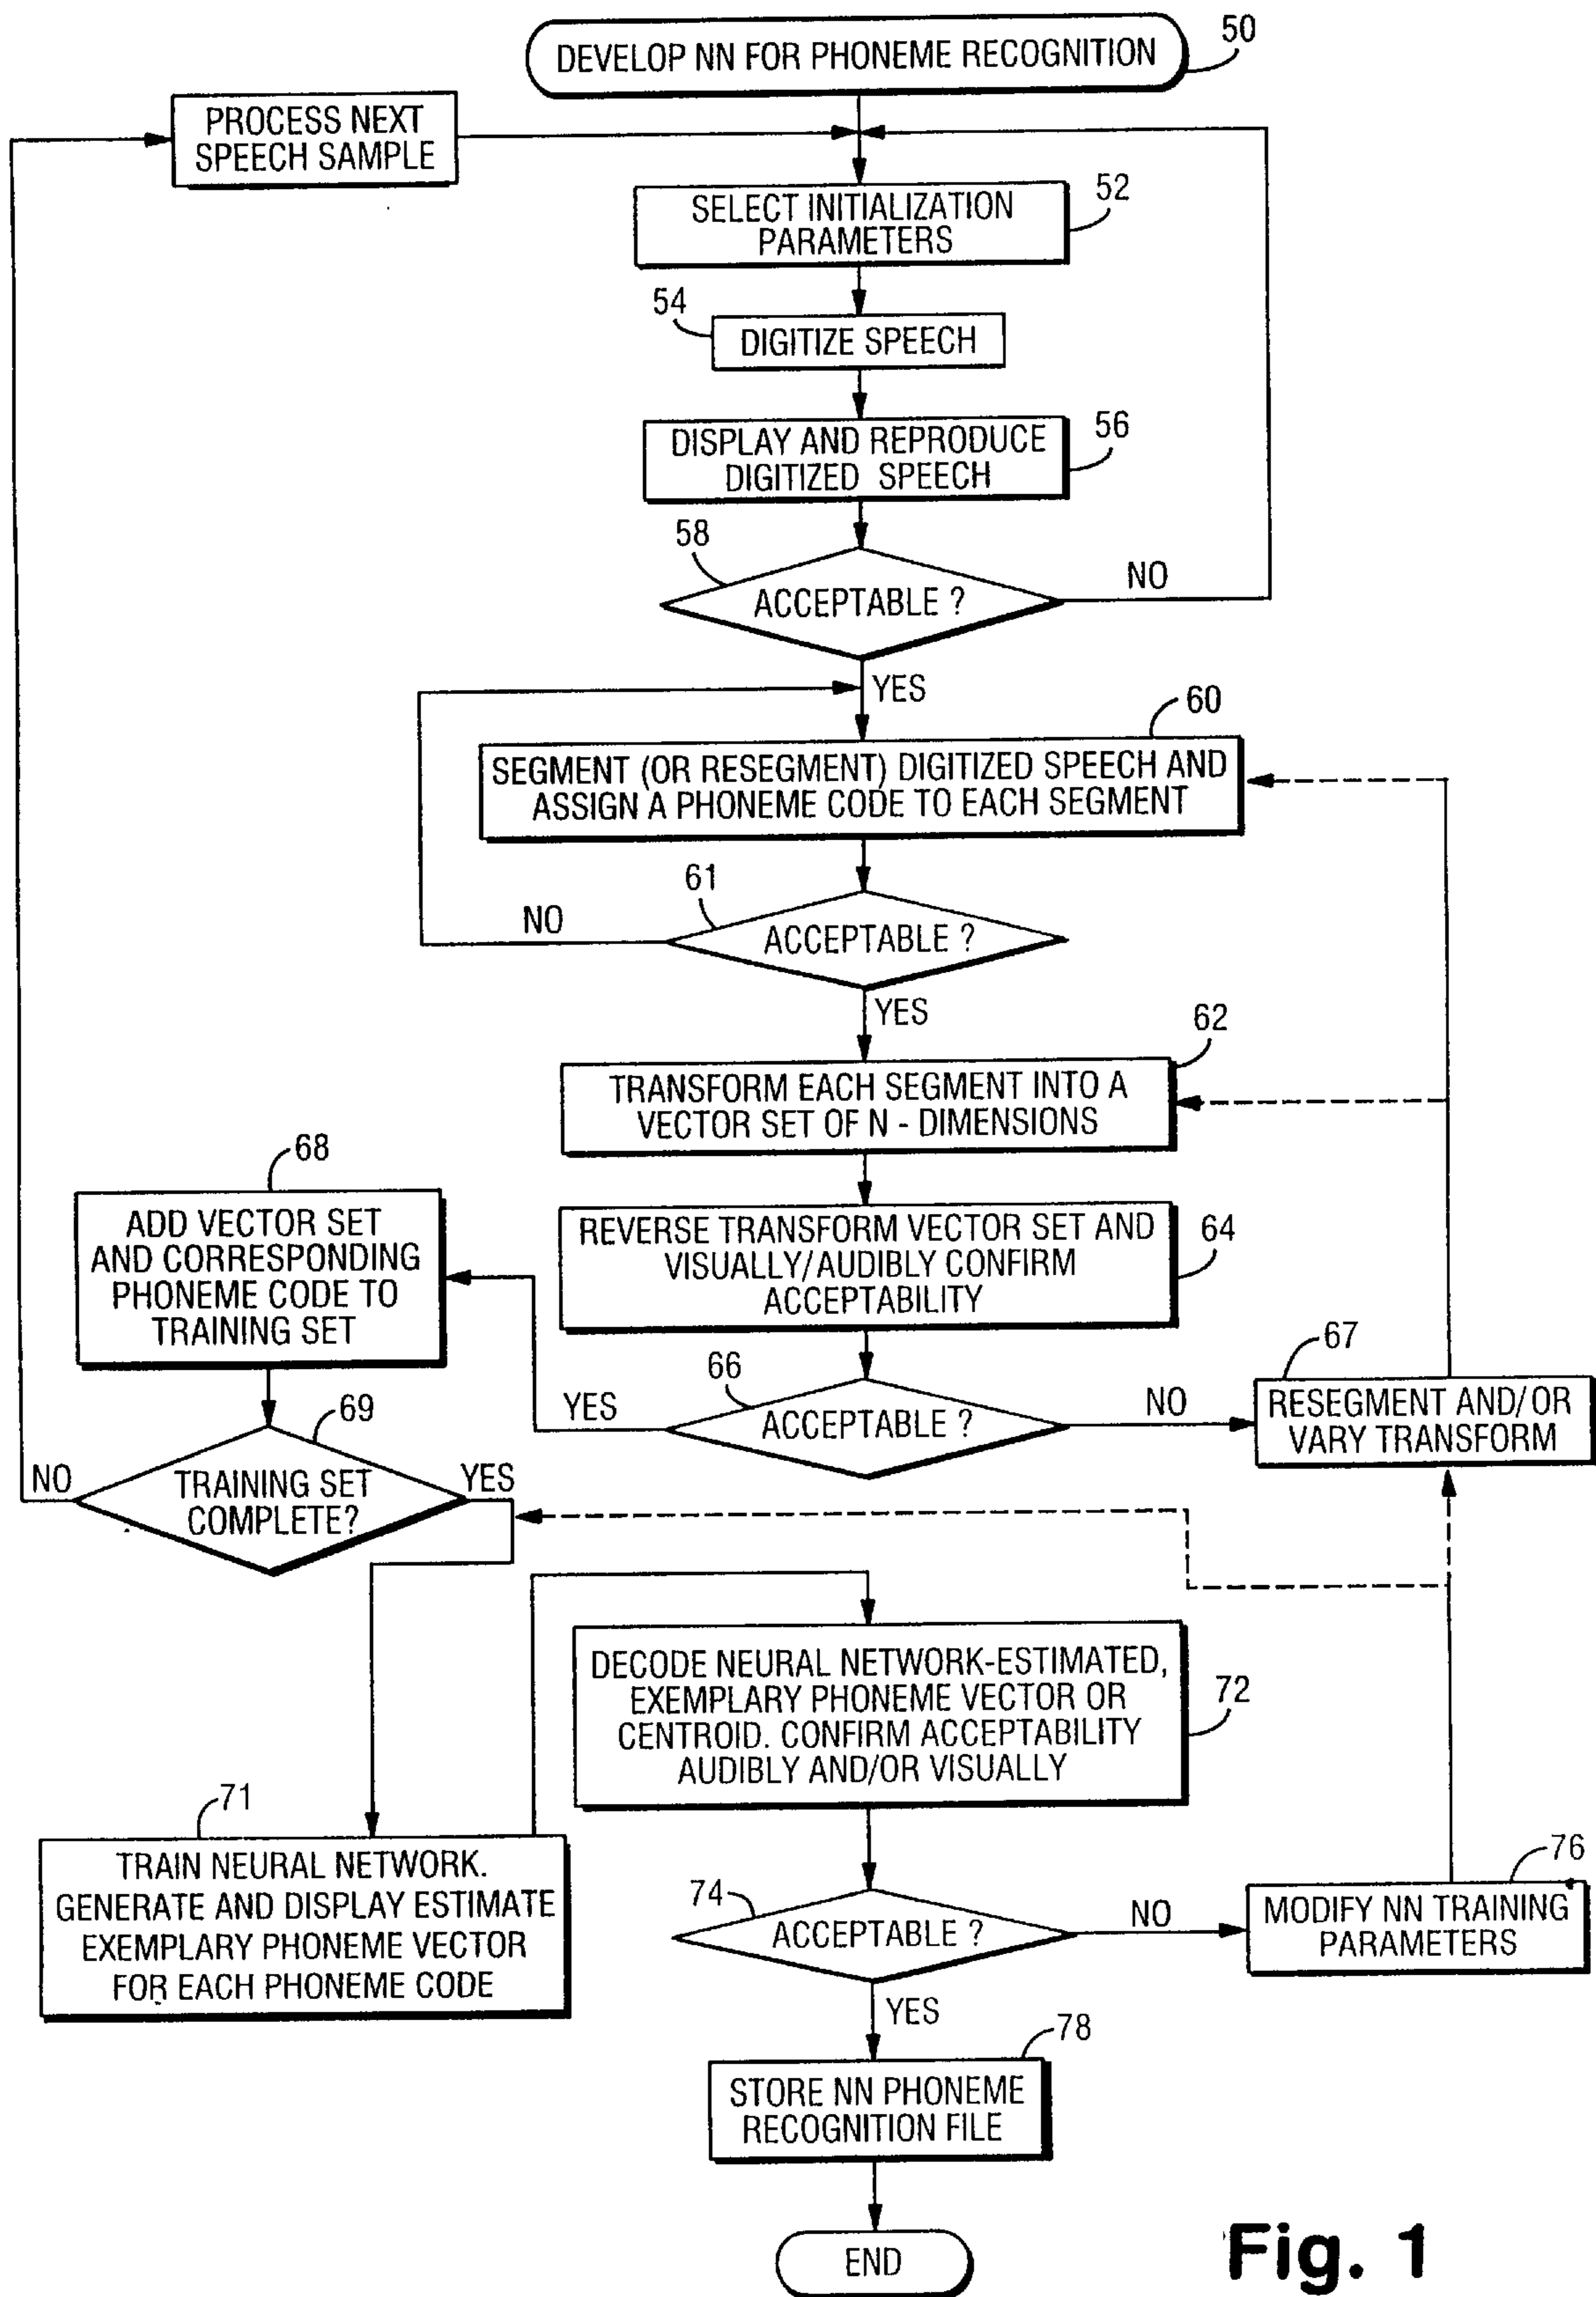 50
DEVELOP NN FOR PHONEME RECOGNITION
PROCESS NEXT
SPEECH SAMPLE
52
SELECT INITIALIZATION
PARAMETERS
54
DIGITIZE SPEECH
56
DISPLAY AND REPRODUCE
DIGITIZED SPEECH
58
ACCEPTABLE ?
NO
YES
60
SEGMENT (OR RESEGMENT) DIGITIZED SPEECH AND
ASSIGN A PHONEME CODE TO EACH SEGMENT
61
NO
ACCEPTABLE ?
YES
62
TRANSFORM EACH SEGMENT INTO A
VECTOR SET OF N - DIMENSIONS
68
ADD VECTOR SET
AND CORRESPONDING
PHONEME CODE TO
TRAINING SET
64
REVERSE TRANSFORM VECTOR SET AND
VISUALLY/AUDIBLY CONFIRM
ACCEPTABILITY
66
YES
ACCEPTABLE ?
NO
67
RESEGMENT AND/OR
VARY TRANSFORM
69
NO
TRAINING SET
COMPLETE?
YES
72
DECODE NEURAL NETWORK-ESTIMATED,
EXEMPLARY PHONEME VECTOR OR
CENTROID. CONFIRM ACCEPTABILITY
AUDIBLY AND/OR VISUALLY
71
TRAIN NEURAL NETWORK.
GENERATE AND DISPLAY ESTIMATE
EXEMPLARY PHONEME VECTOR
FOR EACH PHONEME CODE
74
ACCEPTABLE ?
NO
76
MODIFY NN TRAINING
PARAMETERS
YES
78
STORE NN PHONEME
RECOGNITION FILE
END
Fig. 1